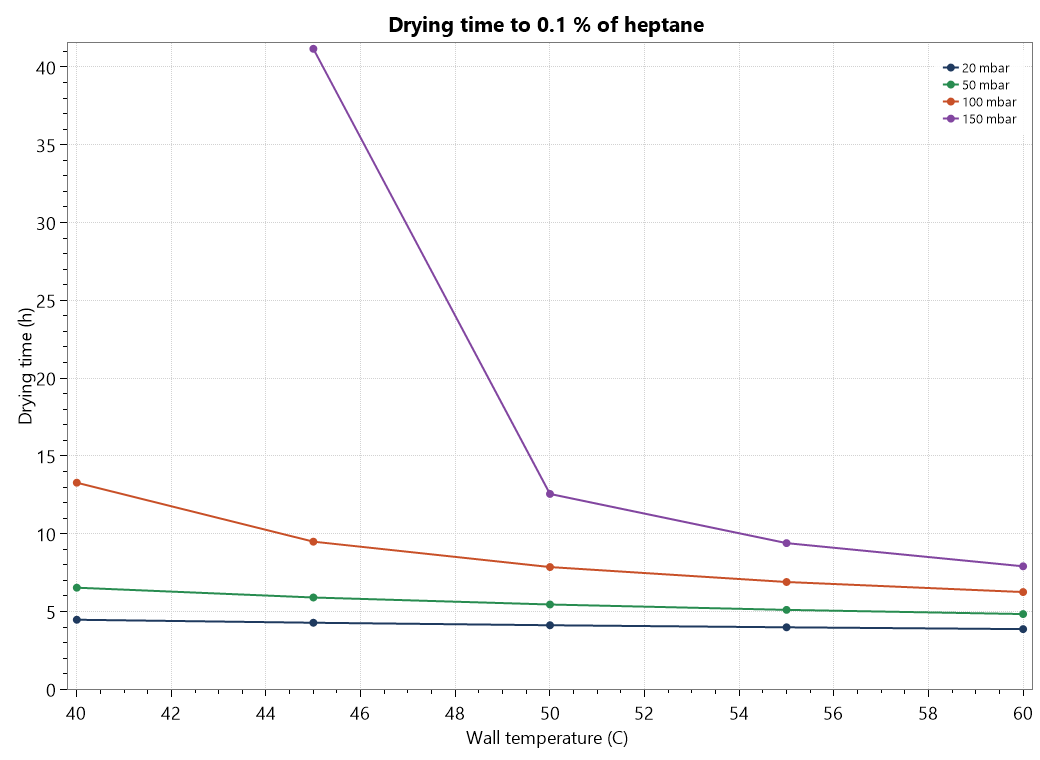 Drying time to 0.1 % of heptane
20 mbar
50 mbar
100 mbar
150 mbar
40
35
30
25
20
15
10
5
0
Drying time (h)
40 42 44 46 48 50 52 54 56 58 60
Wall temperature (C)